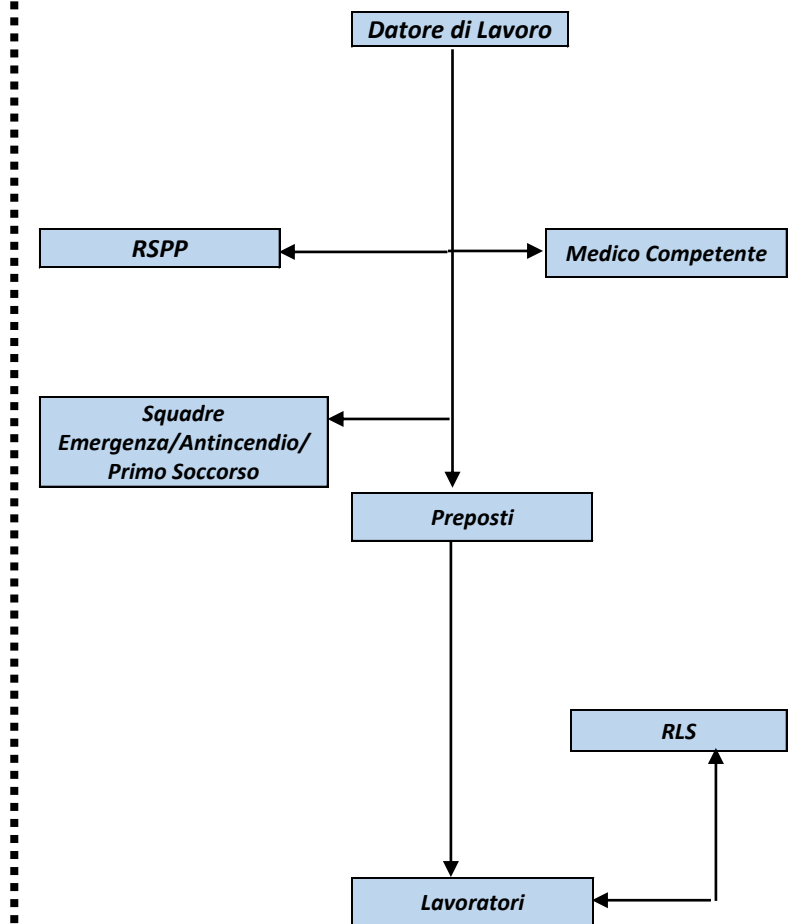 Datore di Lavoro
RSPP
Medico Competente
Squadre
Emergenza/Antincendio/
Primo Soccorso
Preposti
RLS
Lavoratori